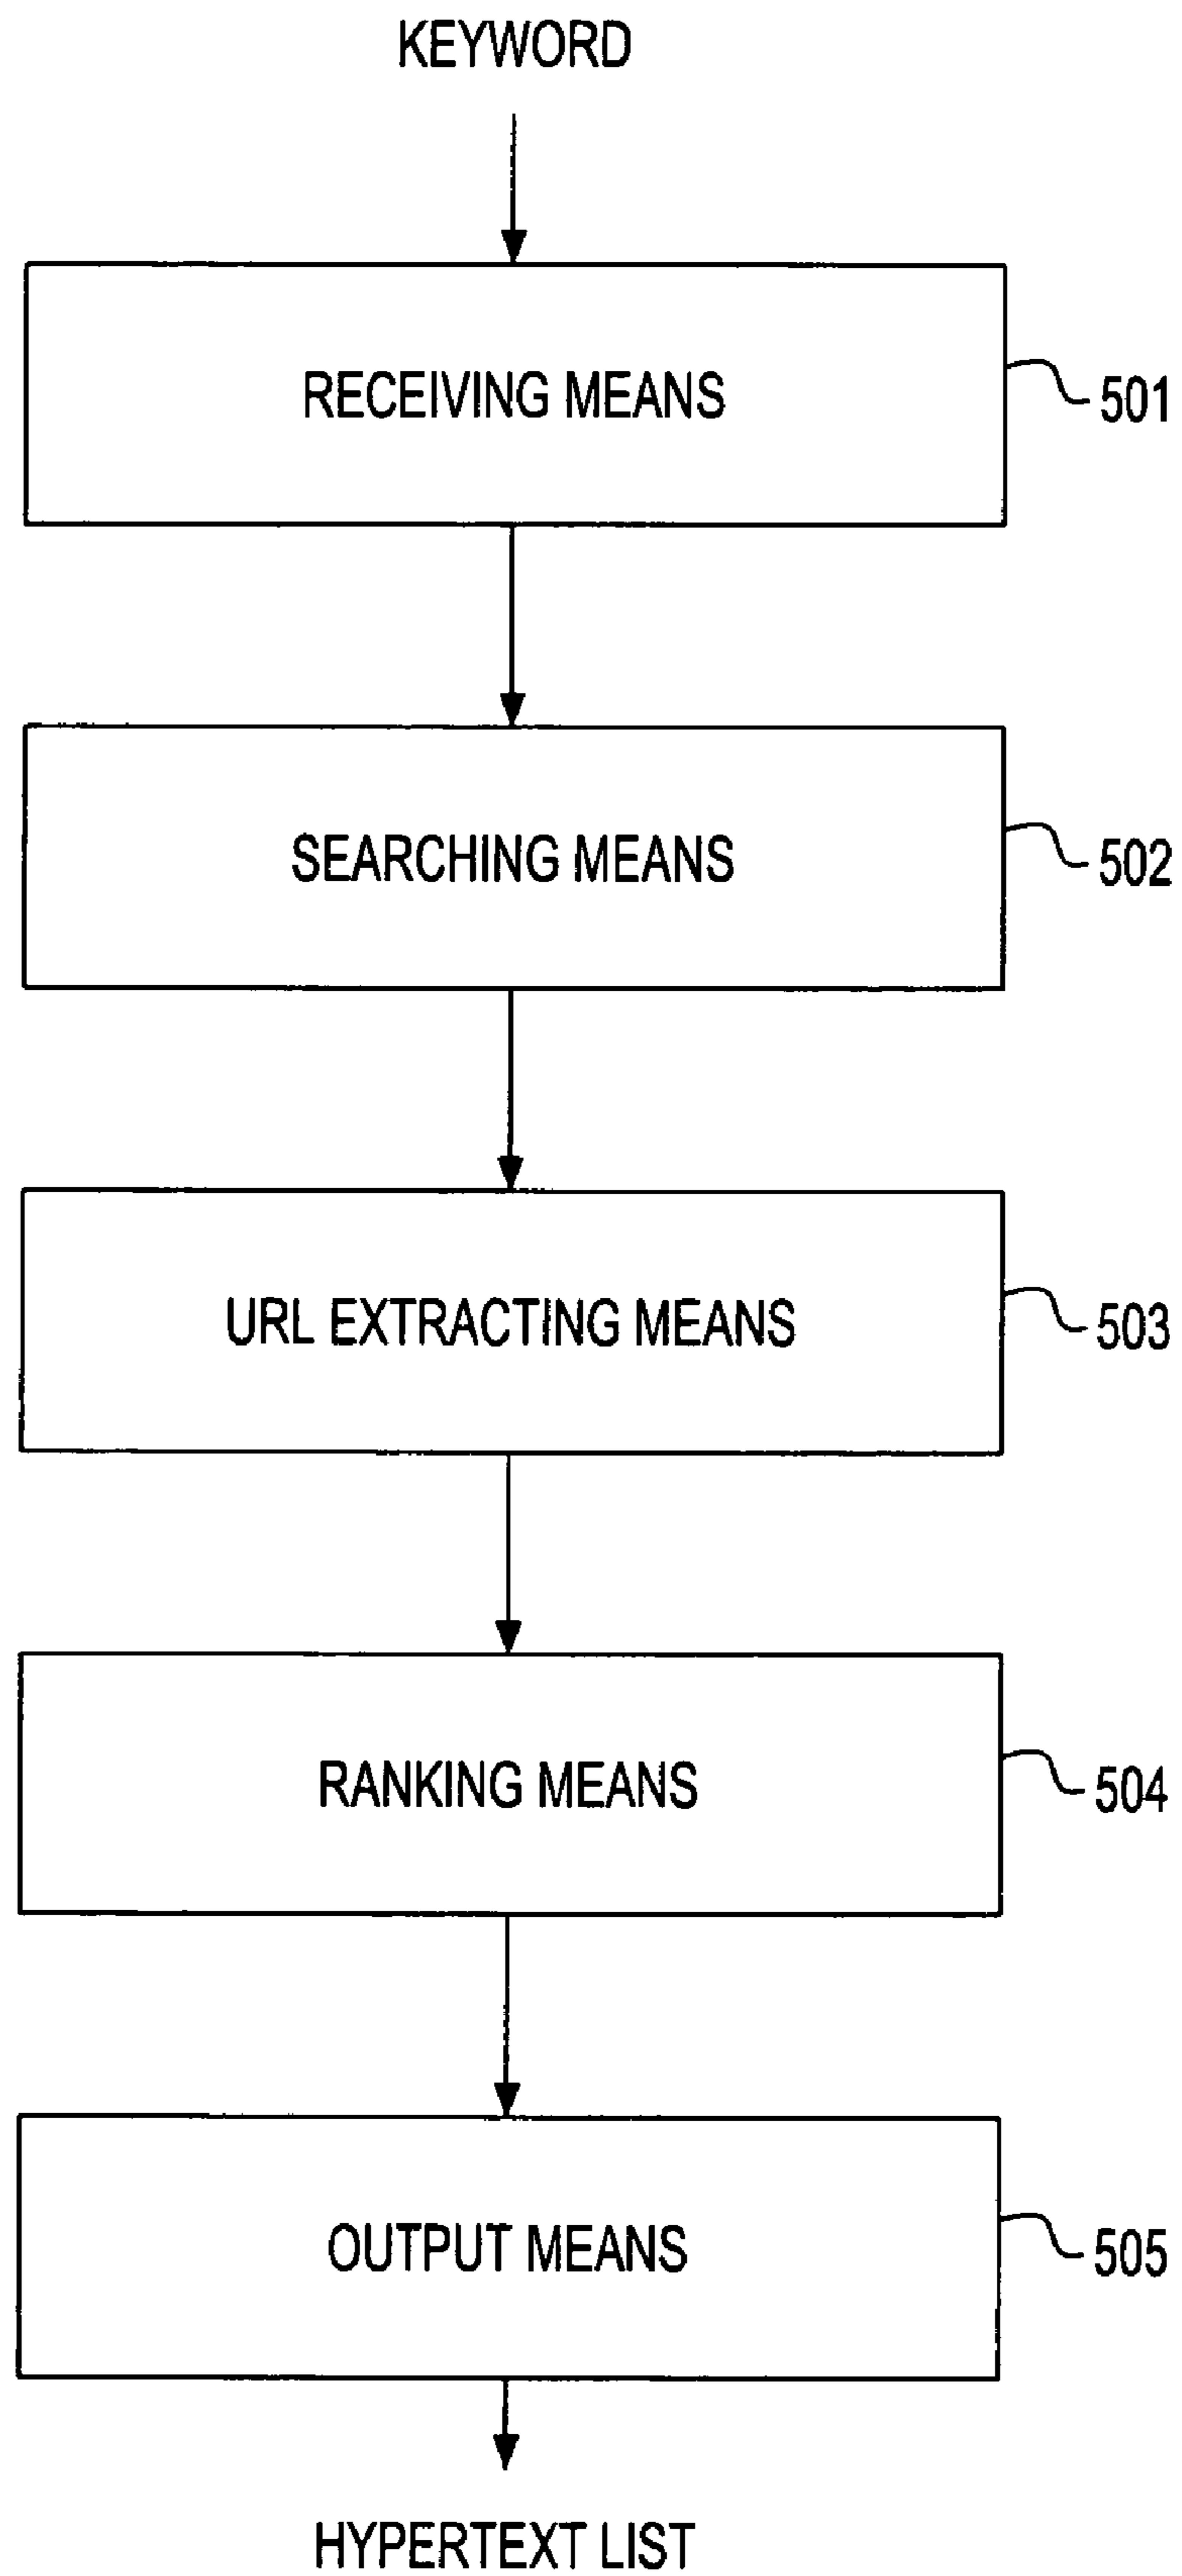 KEYWORD
RECEIVING MEANS
501
SEARCHING MEANS
502
URL EXTRACTING MEANS
503
RANKING MEANS
504
OUTPUT MEANS
505
HYPERTEXT LIST